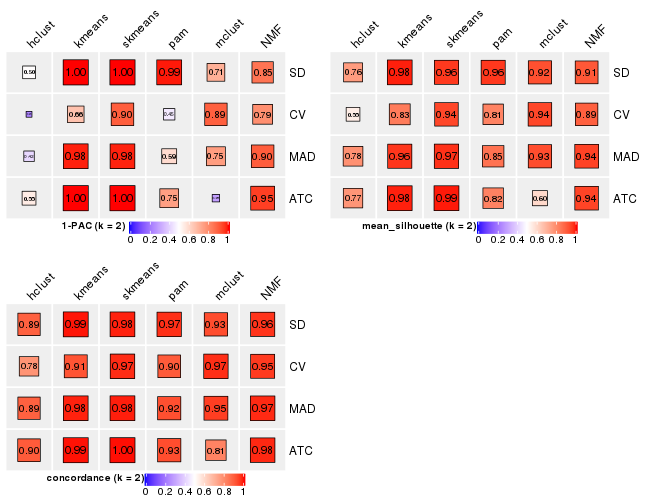 hclust kmeans skmeans pam mclust NMF
0.50 1.00 1.00 0.99 0.71 0.85 SD
0.66 0.90 0.45 0.89 0.79 CV
0.42 0.98 0.98 0.59 0.75 0.90 MAD
0.55 1.00 1.00 0.75 0.95 ATC
1-PAC (k = 2)
0 0.2 0.4 0.6 0.8 1
hclust kmeans skmeans pam mclust NMF
0.76 0.98 0.96 0.96 0.92 0.91 SD
0.55 0.83 0.94 0.81 0.94 0.89 CV
0.78 0.96 0.97 0.85 0.93 0.94 MAD
0.77 0.98 0.99 0.82 0.60 0.94 ATC
mean_silhouette (k = 2)
0 0.2 0.4 0.6 0.8 1
hclust kmeans skmeans pam mclust NMF
0.89 0.99 0.98 0.97 0.93 0.96 SD
0.78 0.91 0.97 0.90 0.97 0.95 CV
0.89 0.98 0.98 0.92 0.95 0.97 MAD
0.90 0.99 1.00 0.93 0.81 0.98 ATC
concordance (k = 2)
0 0.2 0.4 0.6 0.8 1